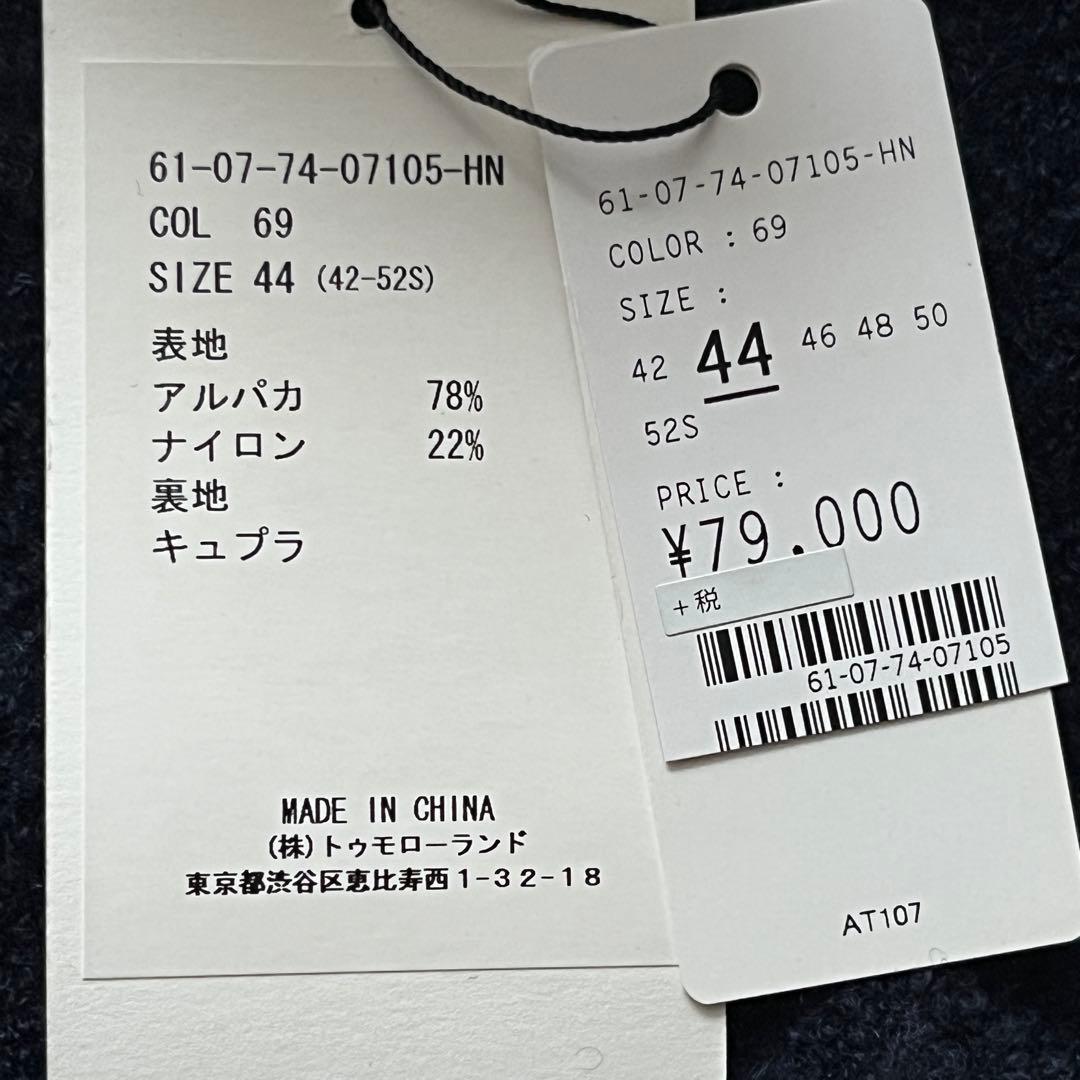 61-07-74-07105-HN
COL 69
SIZE 44 (42-52S)
表地
アルパカ 78%
ナイロン 22%
裏地
キュプラ
MADE IN CHINA
(株)トゥモローランド
東京都渋谷区恵比寿西1-32-18
61-07-74-07105-HN
COLOR : 69
SIZE :
42 44 46 48 50
52S
PRICE :
¥79.000
+税
61-07-74-07105
AT107